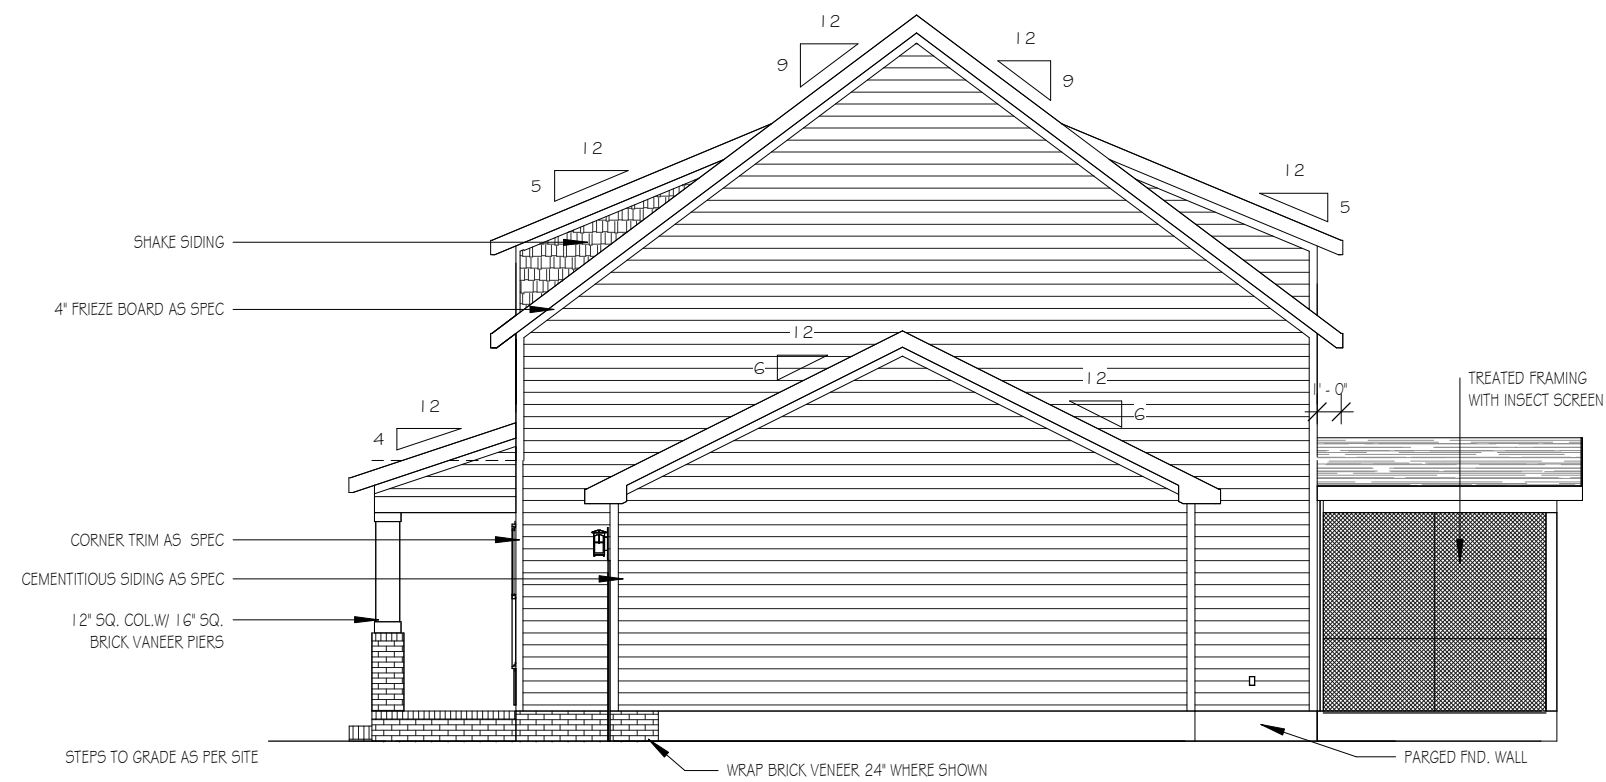 12
9
12
9
12
5
12
5
SHAKE SIDING
4" FRIEZE BOARD AS SPEC
12
6
12
6
1' - 0"
TREATED FRAMING
WITH INSECT SCREEN
12
4
CORNER TRIM AS SPEC
CEMENTITIOUS SIDING AS SPEC
12" SQ. COL.W/ 16" SQ.
BRICK VANEER PIERS
STEPS TO GRADE AS PER SITE
WRAP BRICK VENEER 24" WHERE SHOWN
PARGED FND. WALL